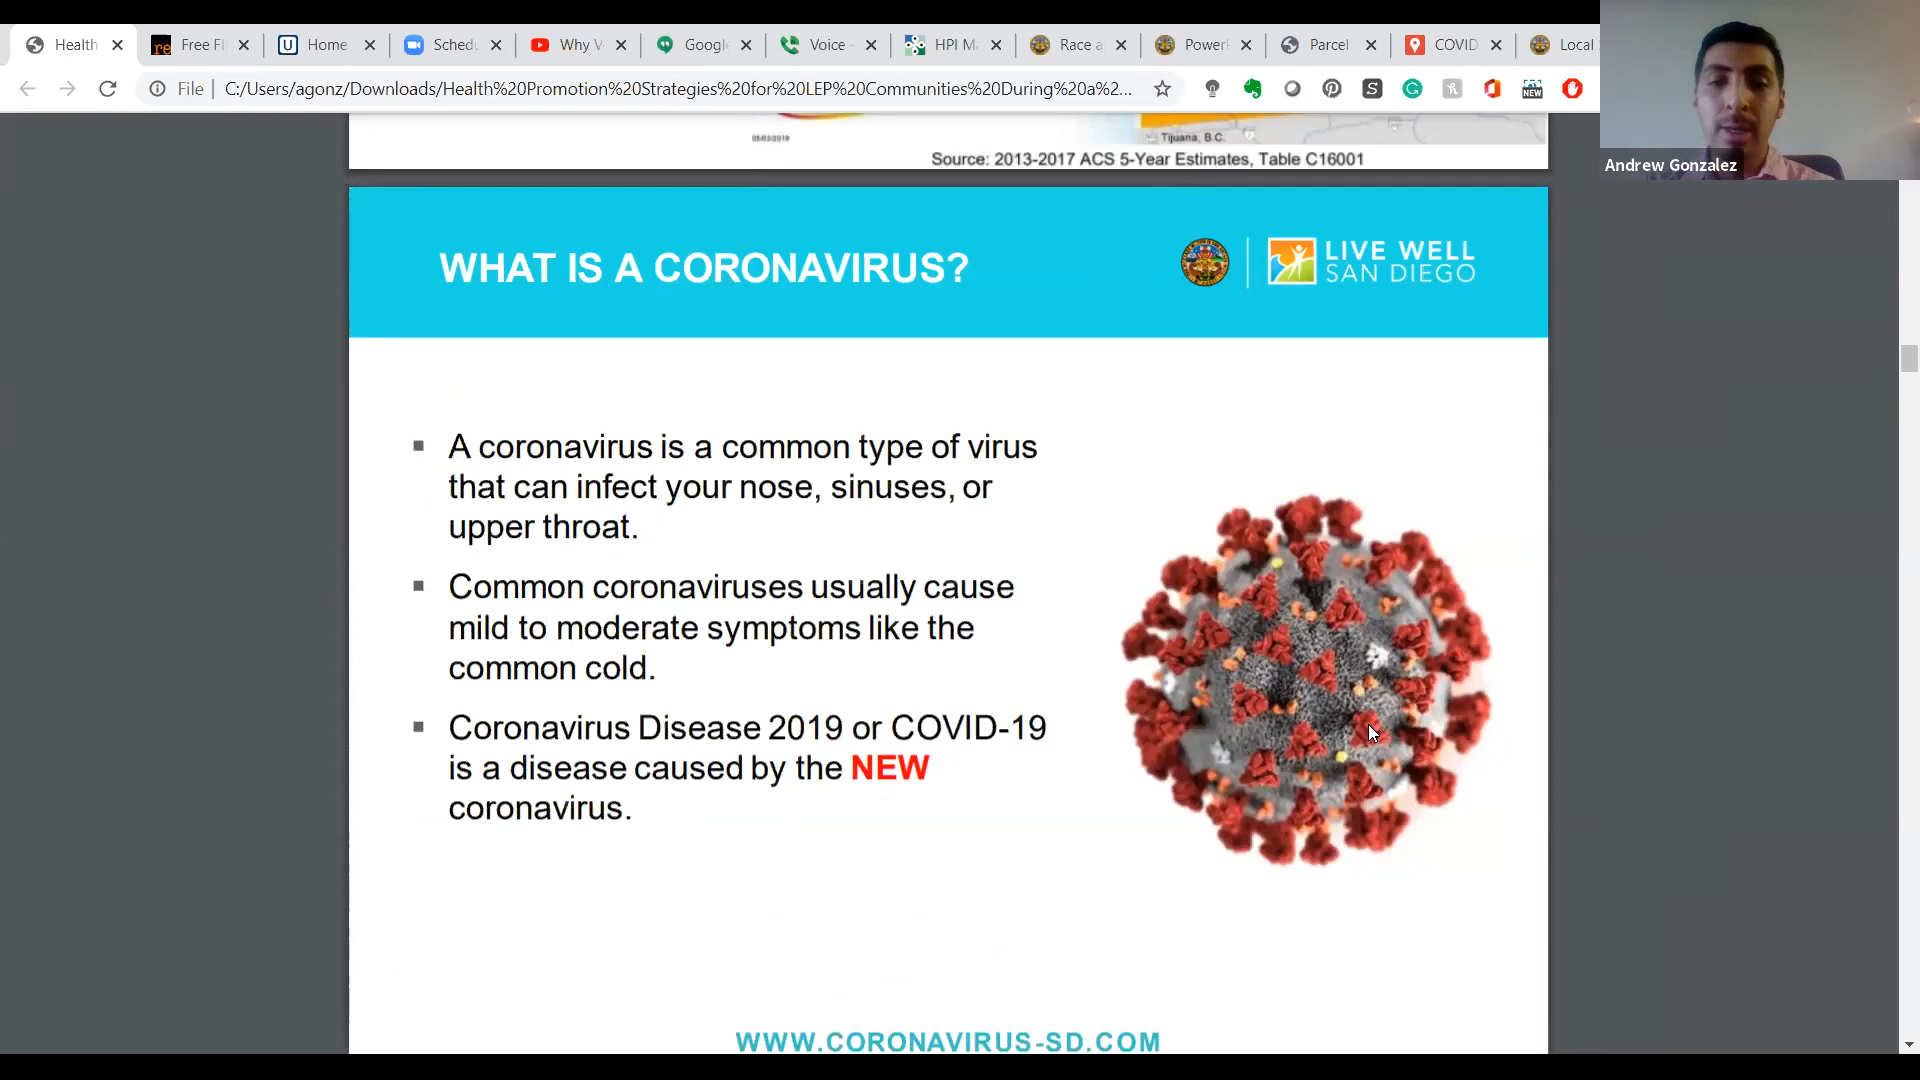 Health
re
Free F
U
Home
Schedu
Why V
Googl
Voice -
HPI M
Race a
Power
Parcel
COVID
Local
File
C:/Users/agonz/Downloads/Health%20Promotion%20Strategies%20for%20LEP%20Communities%20During%20a%2...
S
NEW
Andrew Gonzalez
Tijuana, B.C.
Source: 2013-2017 ACS 5-Year Estimates, Table C16001
WHAT IS A CORONAVIRUS?
LIVE WELL
SAN DIEGO
▪ A coronavirus is a common type of virus
that can infect your nose, sinuses, or
upper throat.
▪ Common coronaviruses usually cause
mild to moderate symptoms like the
common cold.
▪ Coronavirus Disease 2019 or COVID-19
is a disease caused by the NEW
coronavirus.
WWW.CORONAVIRUS-SD.COM